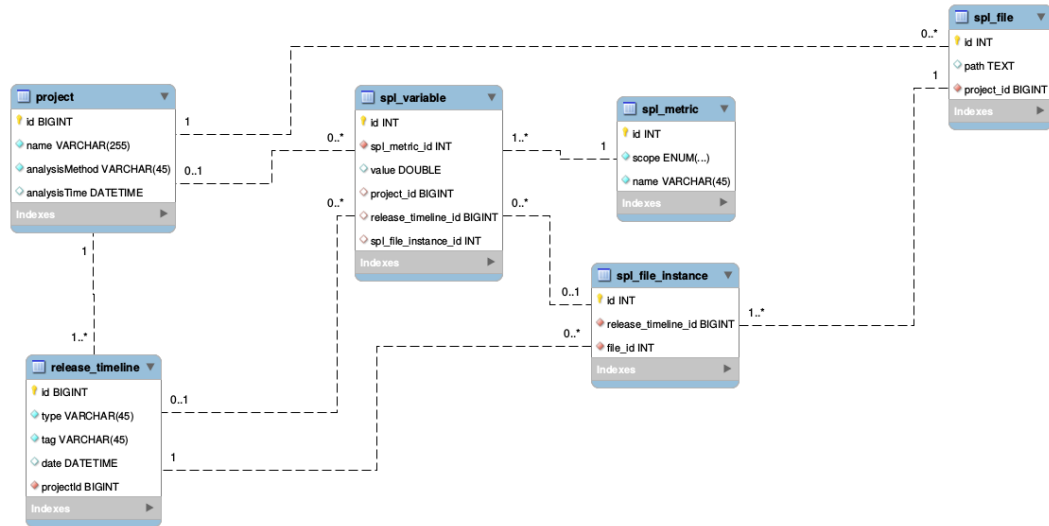 spl_file
id INT
path TEXT
project_id BIGINT
Indexes
0..*
1
project
id BIGINT
name VARCHAR(255)
analysisMethod VARCHAR(45)
analysisTime DATETIME
Indexes
1
0..1
1
0..*
0..*
spl_variable
id INT
spl_metric_id INT
value DOUBLE
project_id BIGINT
release_timeline_id BIGINT
spl_file_instance_id INT
Indexes
1..*
0..*
1
spl_metric
id INT
scope ENUM(...)
name VARCHAR(45)
Indexes
0..1
0..*
spl_file_instance
id INT
release_timeline_id BIGINT
file_id INT
Indexes
1..*
1..*
release_timeline
id BIGINT
type VARCHAR(45)
tag VARCHAR(45)
date DATETIME
projectId BIGINT
Indexes
0..1
1